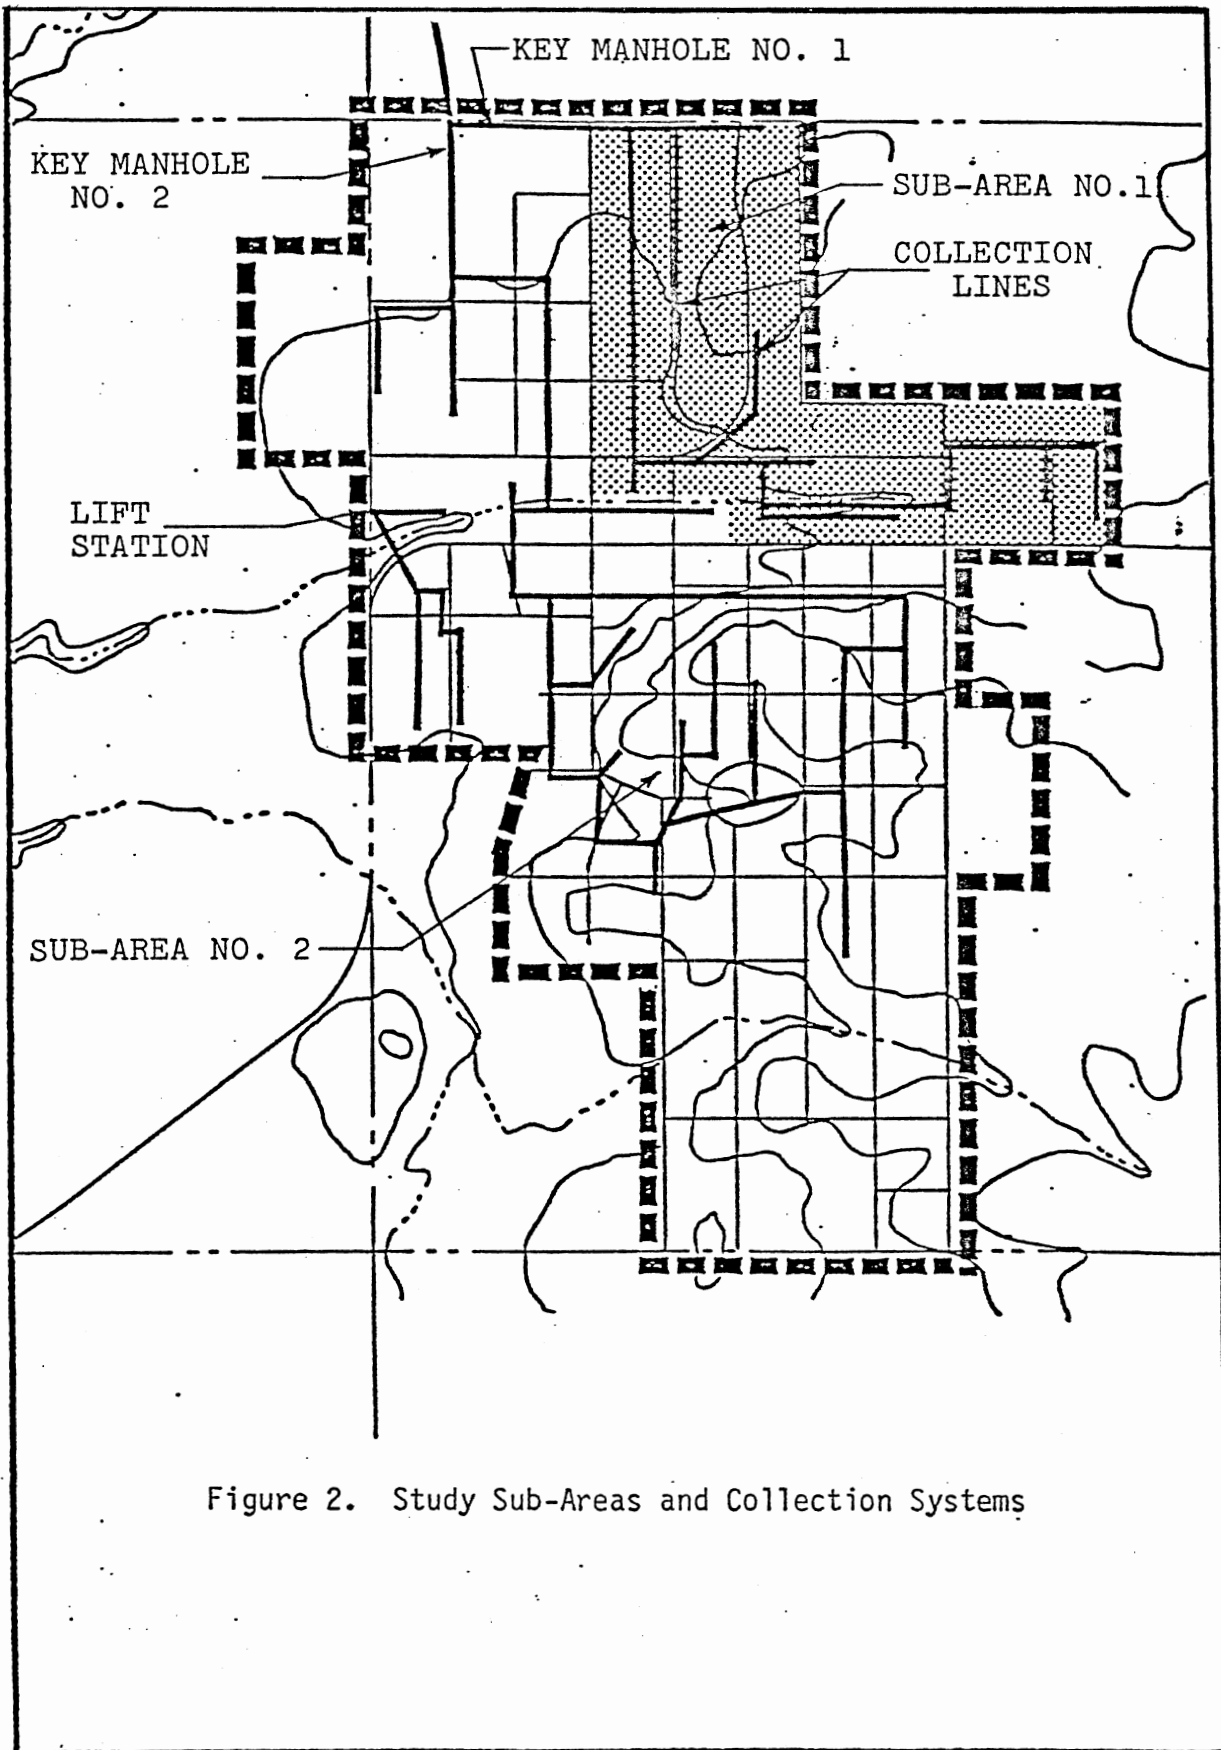 KEY MANHOLE NO. 1
KEY MANHOLE
NO. 2
SUB-AREA NO.1
COLLECTION
LINES
LIFT
STATION
SUB-AREA NO. 2
Figure 2. Study Sub-Areas and Collection Systems